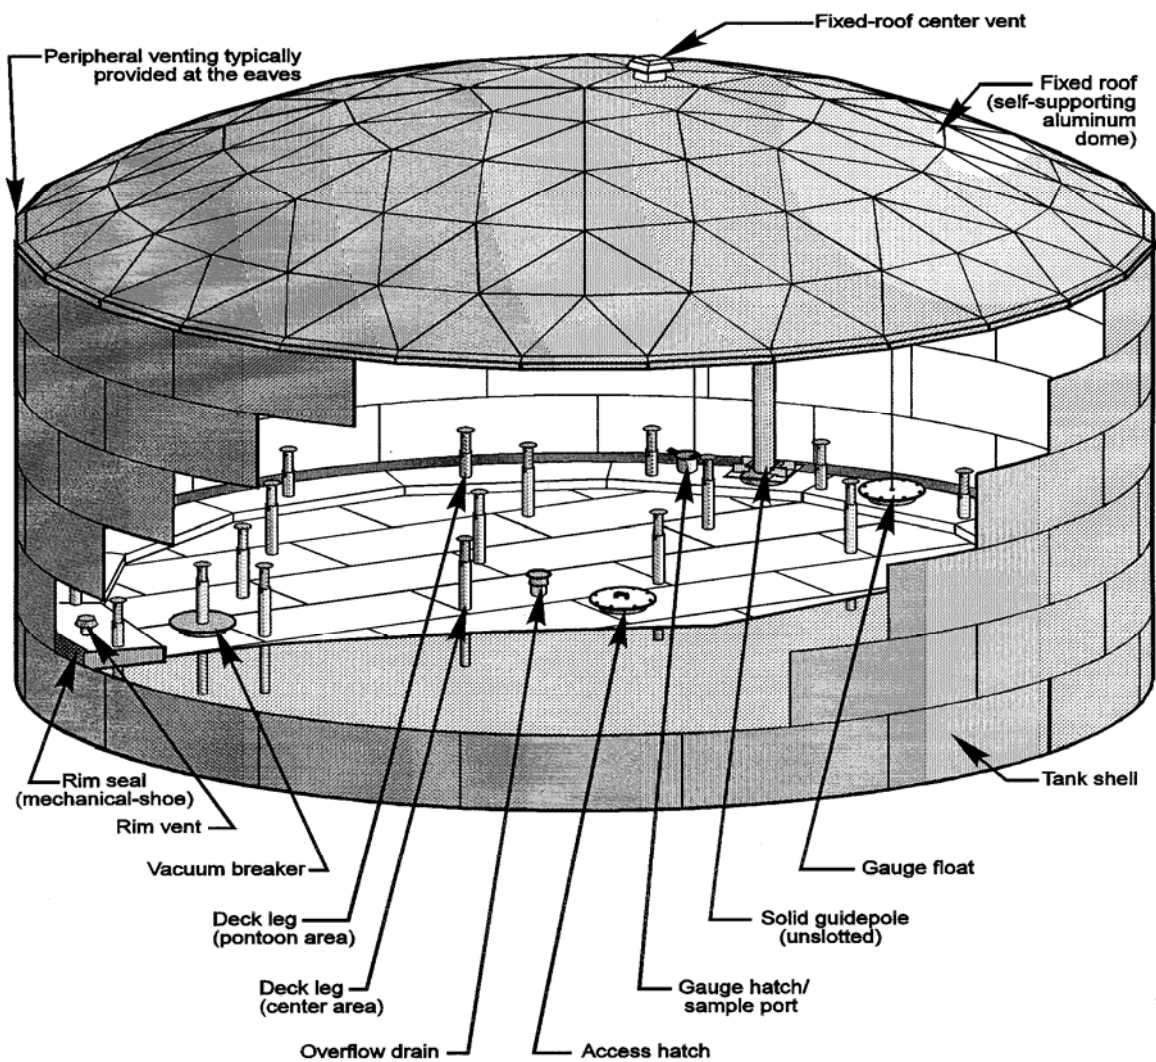 Fixed-roof center vent
Peripheral venting typically
provided at the eaves
Fixed roof
(self-supporting
aluminum
dome)
Rim seal
(mechanical-shoe)
Tank shell
Rim vent
Vacuum breaker
Gauge float
Deck leg
(pontoon area)
Solid guidepole
(unslotted)
Deck leg
(center area)
Gauge hatch/
sample port
Overflow drain
Access hatch